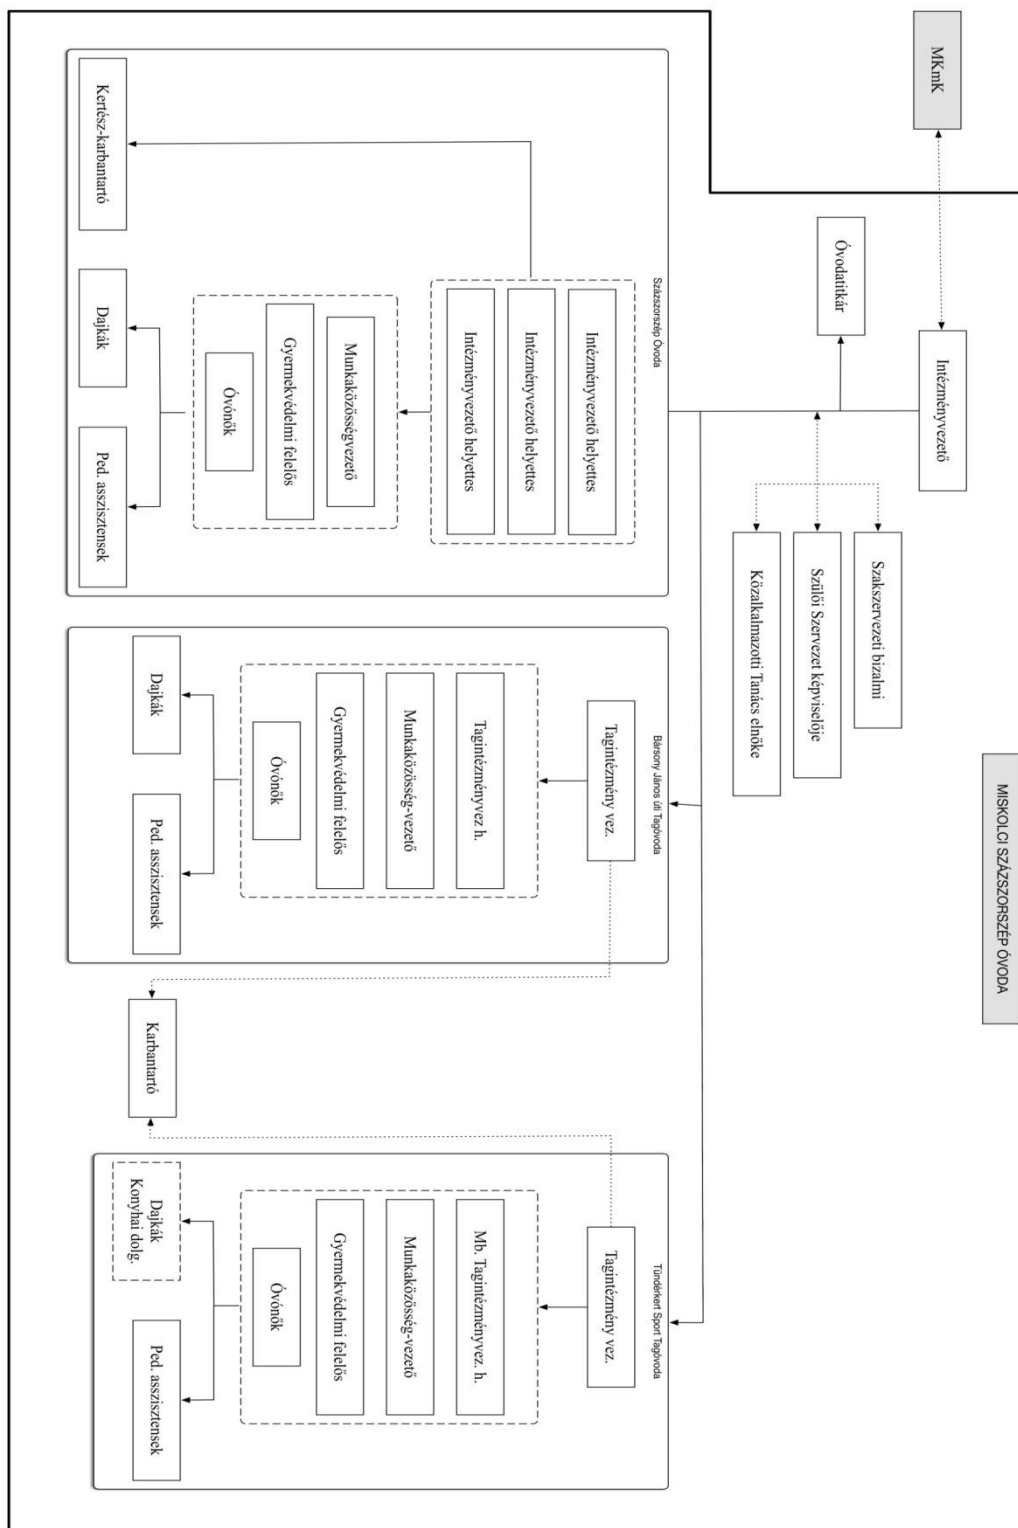 MISKOLCI SZÁZSZORSZÉP ÓVODA
MKmK
Intézményvezető
Óvodatitkár
Szakszervezeti bizalmi
Szülői Szervezet képviselője
Közalkalmazotti Tanács elnöke
Százszorszép Óvoda
Intézményvezető helyettes
Intézményvezető helyettes
Intézményvezető helyettes
Munkaközösségvezető
Gyermekvédelmi felelős
Óvónők
Kertész-karbantartó
Dajkák
Ped. asszisztensek
Bársony János úti Tagóvoda
Tagintézmény vez.
Tagintézményvez h.
Munkaközösség-vezető
Gyermekvédelmi felelős
Óvónők
Dajkák
Ped. asszisztensek
Karbantartó
Tündérkert Sport Tagóvoda
Tagintézmény vez.
Mb. Tagintézményvez. h.
Munkaközösség-vezető
Gyermekvédelmi felelős
Óvónők
Dajkák
Konyhai dolg.
Ped. asszisztensek